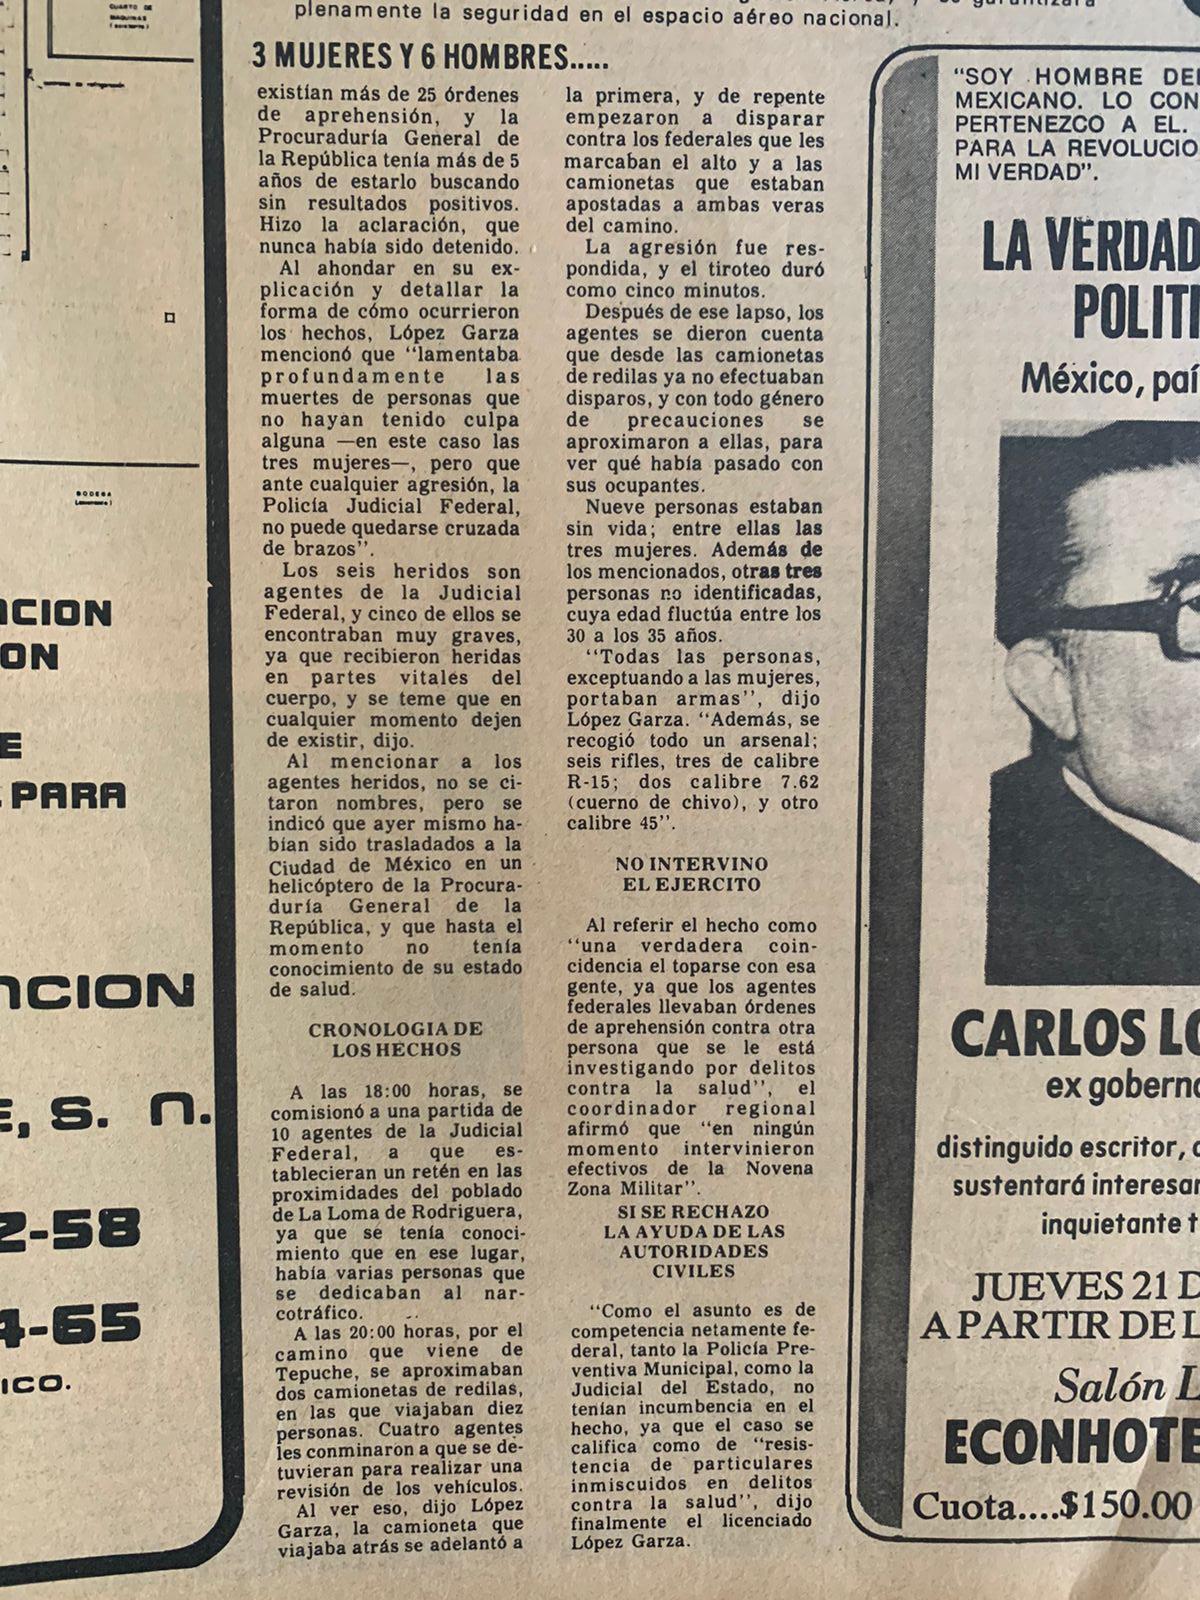 CUARTO DE
MAQUINAS
plenamente la seguridad en el espacio aéreo nacional.
3 MUJERES Y 6 HOMBRES.....
existían más de 25 órdenes
de aprehensión, y la
Procuraduría General de
la República tenía más de 5
años de estarlo buscando
sin resultados positivos.
Hizo la aclaración, que
nunca había sido detenido.
Al ahondar en su ex-
plicación y detallar la
forma de cómo ocurrieron
los hechos, López Garza
mencionó que "lamentaba
profundamente las
muertes de personas que
no hayan tenido culpa
alguna —en este caso las
tres mujeres—, pero que
ante cualquier agresión, la
Policía Judicial Federal,
no puede quedarse cruzada
de brazos".
Los seis heridos son
agentes de la Judicial
Federal, y cinco de ellos se
encontraban muy graves,
ya que recibieron heridas
en partes vitales del
cuerpo, y se teme que en
cualquier momento dejen
de existir, dijo.
Al mencionar a los
agentes heridos, no se ci-
taron nombres, pero se
indicó que ayer mismo ha-
bían sido trasladados a la
Ciudad de México en un
helicóptero de la Procura-
duría General de la
República, y que hasta el
momento no tenía
conocimiento de su estado
de salud.
CRONOLOGIA DE
LOS HECHOS
A las 18:00 horas, se
comisionó a una partida de
10 agentes de la Judicial
Federal, a que es-
tablecieran un retén en las
proximidades del poblado
de La Loma de Rodriguera,
ya que se tenía conoci-
miento que en ese lugar,
había varias personas que
se dedicaban al nar-
cotráfico.
A las 20:00 horas, por el
camino que viene de
Tepuche, se aproximaban
dos camionetas de redilas,
en las que viajaban diez
personas. Cuatro agentes
les conminaron a que se de-
tuvieran para realizar una
revisión de los vehículos.
Al ver eso, dijo López
Garza, la camioneta que
viajaba atrás se adelantó a
la primera, y de repente
empezaron a disparar
contra los federales que les
marcaban el alto y a las
camionetas que estaban
apostadas a ambas veras
del camino.
La agresión fue res-
pondida, y el tiroteo duró
como cinco minutos.
Después de ese lapso, los
agentes se dieron cuenta
que desde las camionetas
de redilas ya no efectuaban
disparos, y con todo género
de precauciones se
aproximaron a ellas, para
ver qué había pasado con
sus ocupantes.
Nueve personas estaban
sin vida; entre ellas las
tres mujeres. Además de
los mencionados, otras tres
personas no identificadas,
cuya edad fluctúa entre los
30 a los 35 años.
"Todas las personas,
exceptuando a las mujeres,
portaban armas", dijo
López Garza. "Además, se
recogió todo un arsenal;
seis rifles, tres de calibre
R-15; dos calibre 7.62
(cuerno de chivo), y otro
calibre 45".
NO INTERVINO
EL EJERCITO
Al referir el hecho como
"una verdadera coin-
cidencia el toparse con esa
gente, ya que los agentes
federales llevaban órdenes
de aprehensión contra otra
persona que se le está
investigando por delitos
contra la salud", el
coordinador regional
afirmó que "en ningún
momento intervinieron
efectivos de la Novena
Zona Militar".
SI SE RECHAZO
LA AYUDA DE LAS
AUTORIDADES
CIVILES
"Como el asunto es de
competencia netamente fe-
deral, tanto la Policía Pre-
ventiva Municipal, como la
Judicial del Estado, no
tenían incumbencia en el
hecho, ya que el caso se
califica como de "resis-
tencia de particulares
inmiscuidos en delitos
contra la salud", dijo
finalmente el licenciado
López Garza.
"SOY HOMBRE DE
MEXICANO. LO CON
PERTENEZCO A EL.
PARA LA REVOLUCIO
MI VERDAD".
LA VERDAD
POLITI
México, paí
CARLOS LO
ex goberna
distinguido escritor,
sustentará interesan
inquietante t
JUEVES 21 D
A PARTIR DE L
Salón L
ECONHOTE
Cuota....$150.00
BODEGA
CION
ON
E
PARA
NCION
E, S. n.
2-58
4-65
ICO.